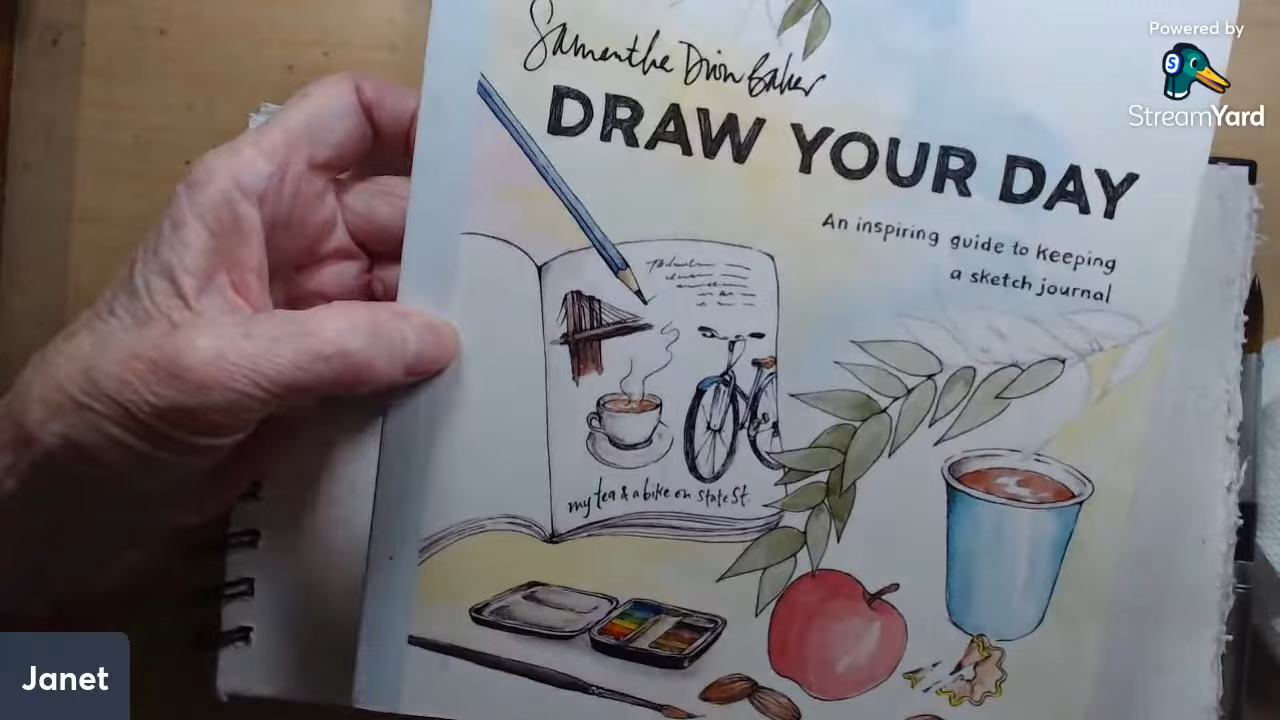 Powered by
StreamYard
Samantha Dion Baker
DRAW YOUR DAY
An inspiring guide to keeping
a sketch journal
my tea & a bike on State St.
Janet